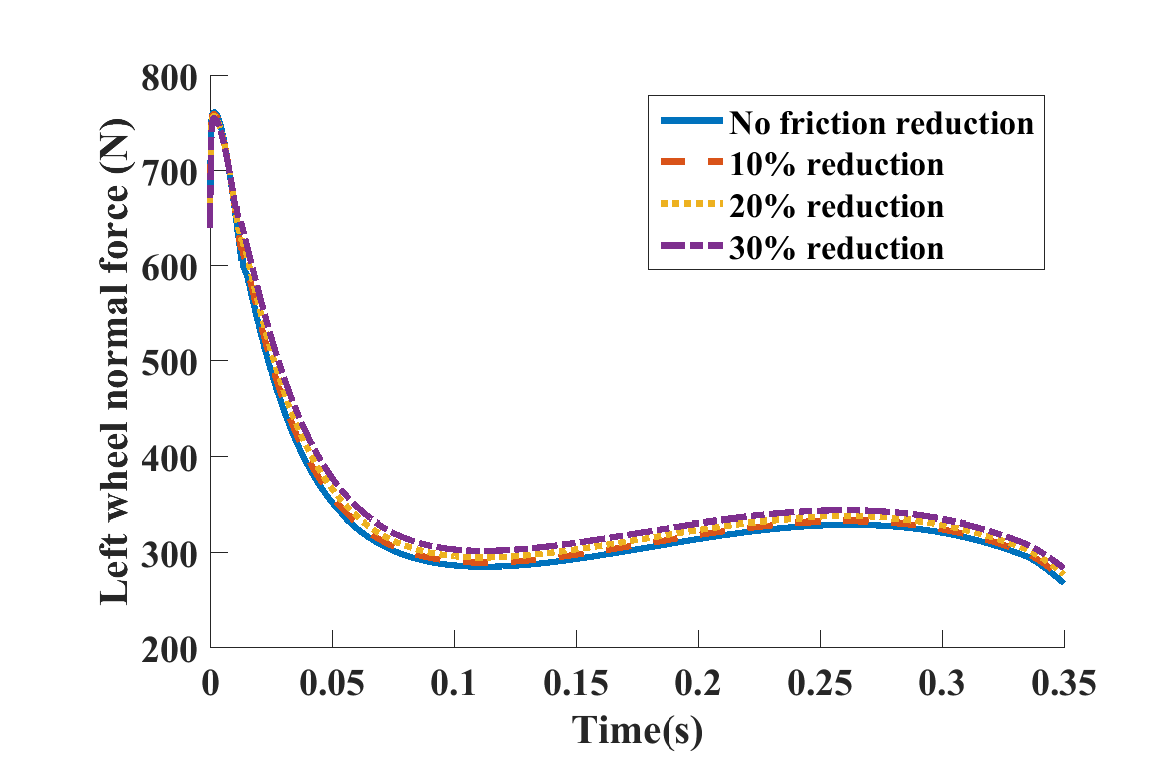 Left wheel normal force (N)
800
700
600
500
400
300
200
0
0.05
0.1
0.15
0.2
0.25
0.3
0.35
Time(s)
No friction reduction
10% reduction
20% reduction
30% reduction